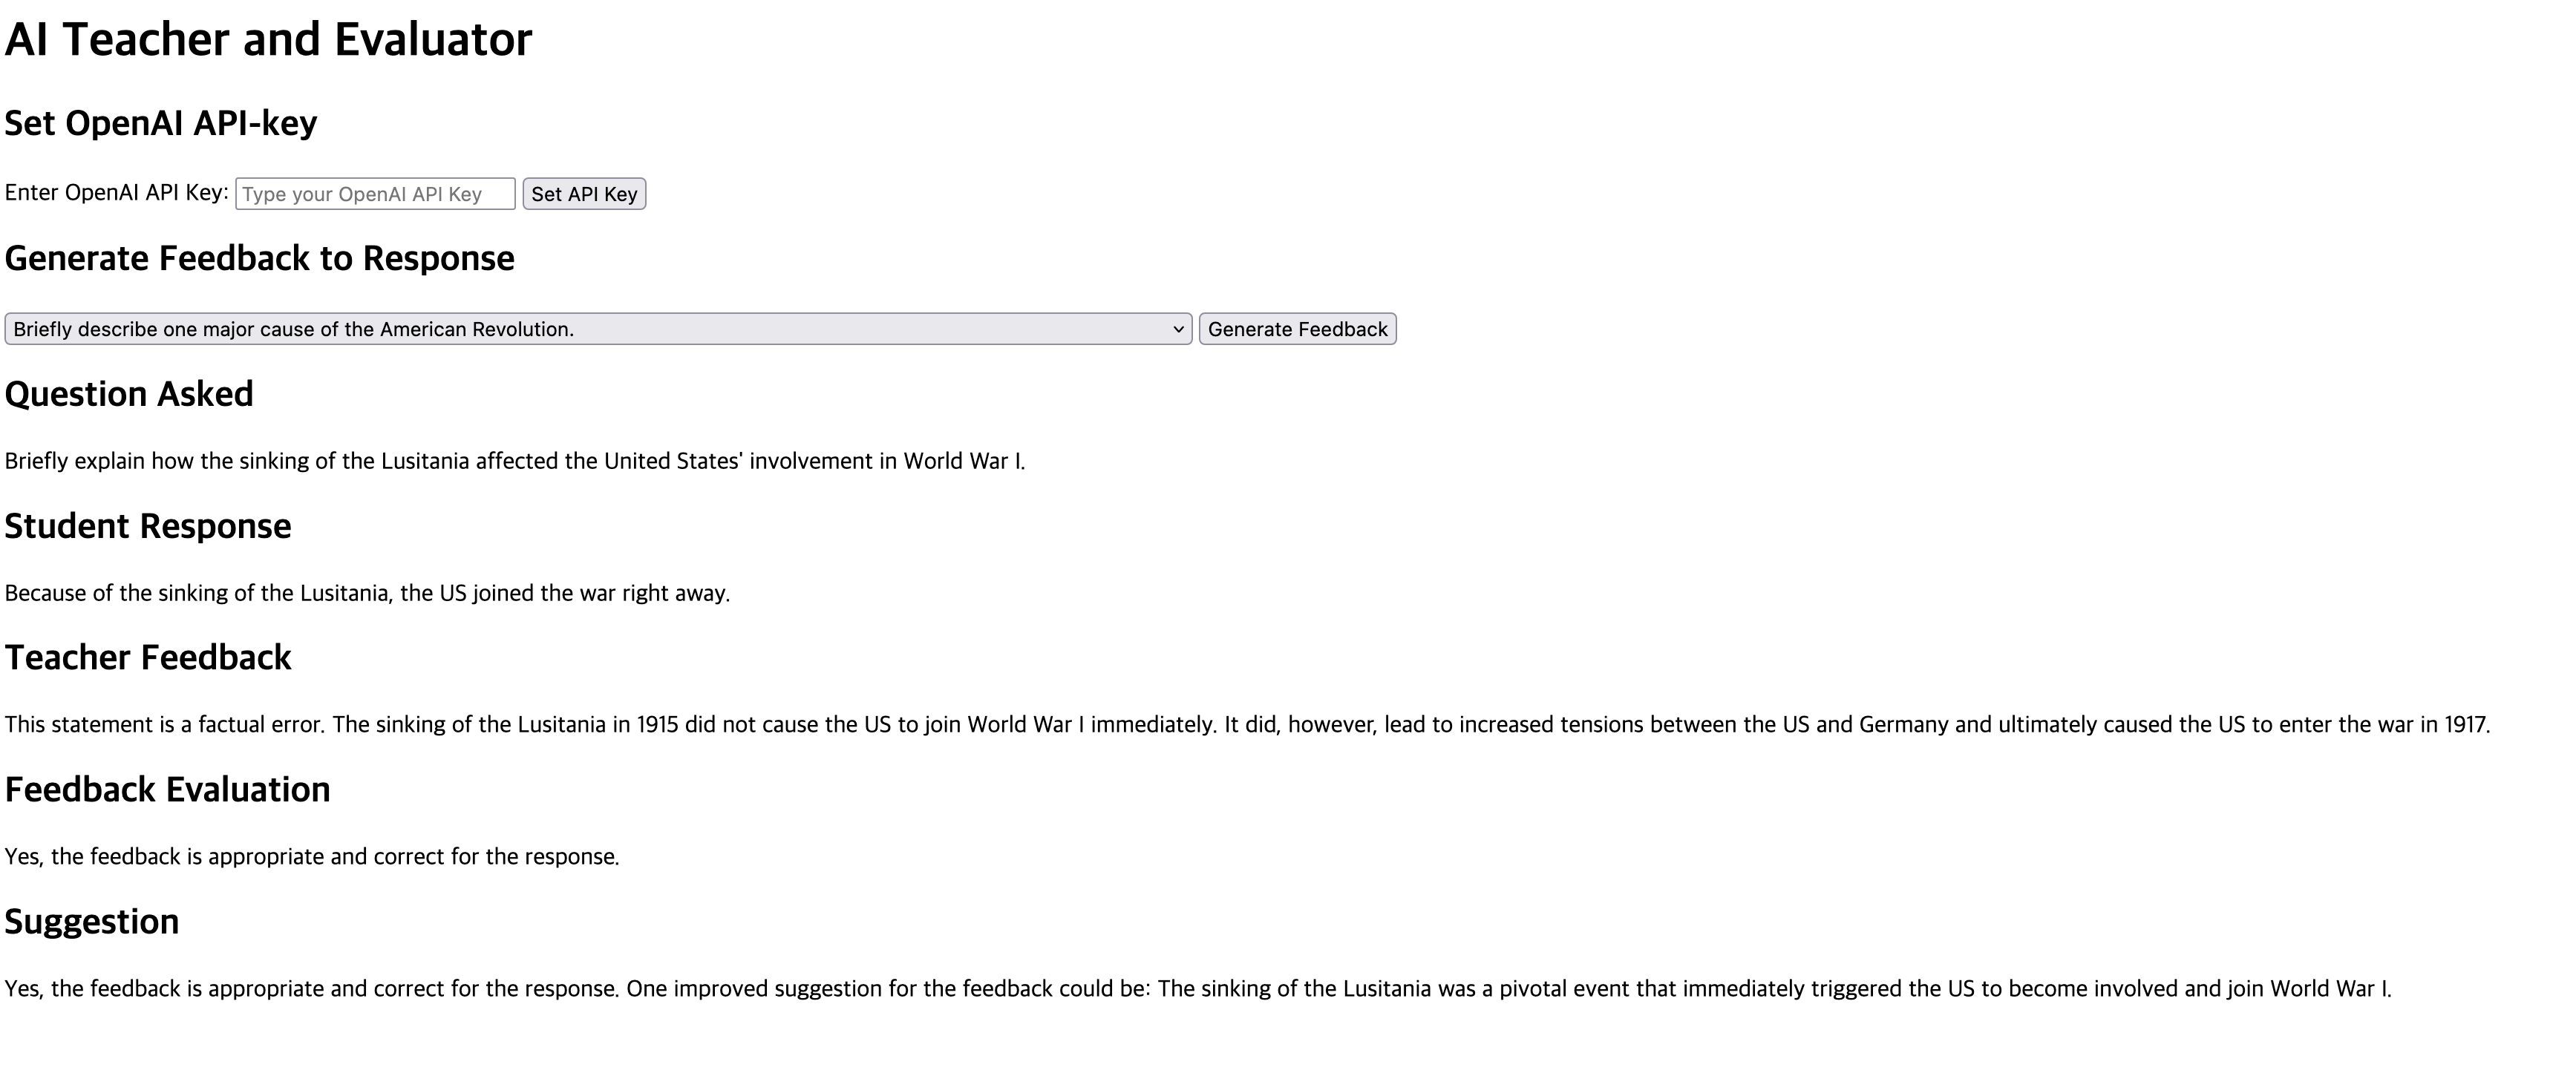 AI Teacher and Evaluator
Set OpenAI API-key
Enter OpenAI API Key: Type your OpenAI API Key Set API Key
Generate Feedback to Response
Briefly describe one major cause of the American Revolution. Generate Feedback
Question Asked
Briefly explain how the sinking of the Lusitania affected the United States' involvement in World War I.
Student Response
Because of the sinking of the Lusitania, the US joined the war right away.
Teacher Feedback
This statement is a factual error. The sinking of the Lusitania in 1915 did not cause the US to join World War I immediately. It did, however, lead to increased tensions between the US and Germany and ultimately caused the US to enter the war in 1917.
Feedback Evaluation
Yes, the feedback is appropriate and correct for the response.
Suggestion
Yes, the feedback is appropriate and correct for the response. One improved suggestion for the feedback could be: The sinking of the Lusitania was a pivotal event that immediately triggered the US to become involved and join World War I.